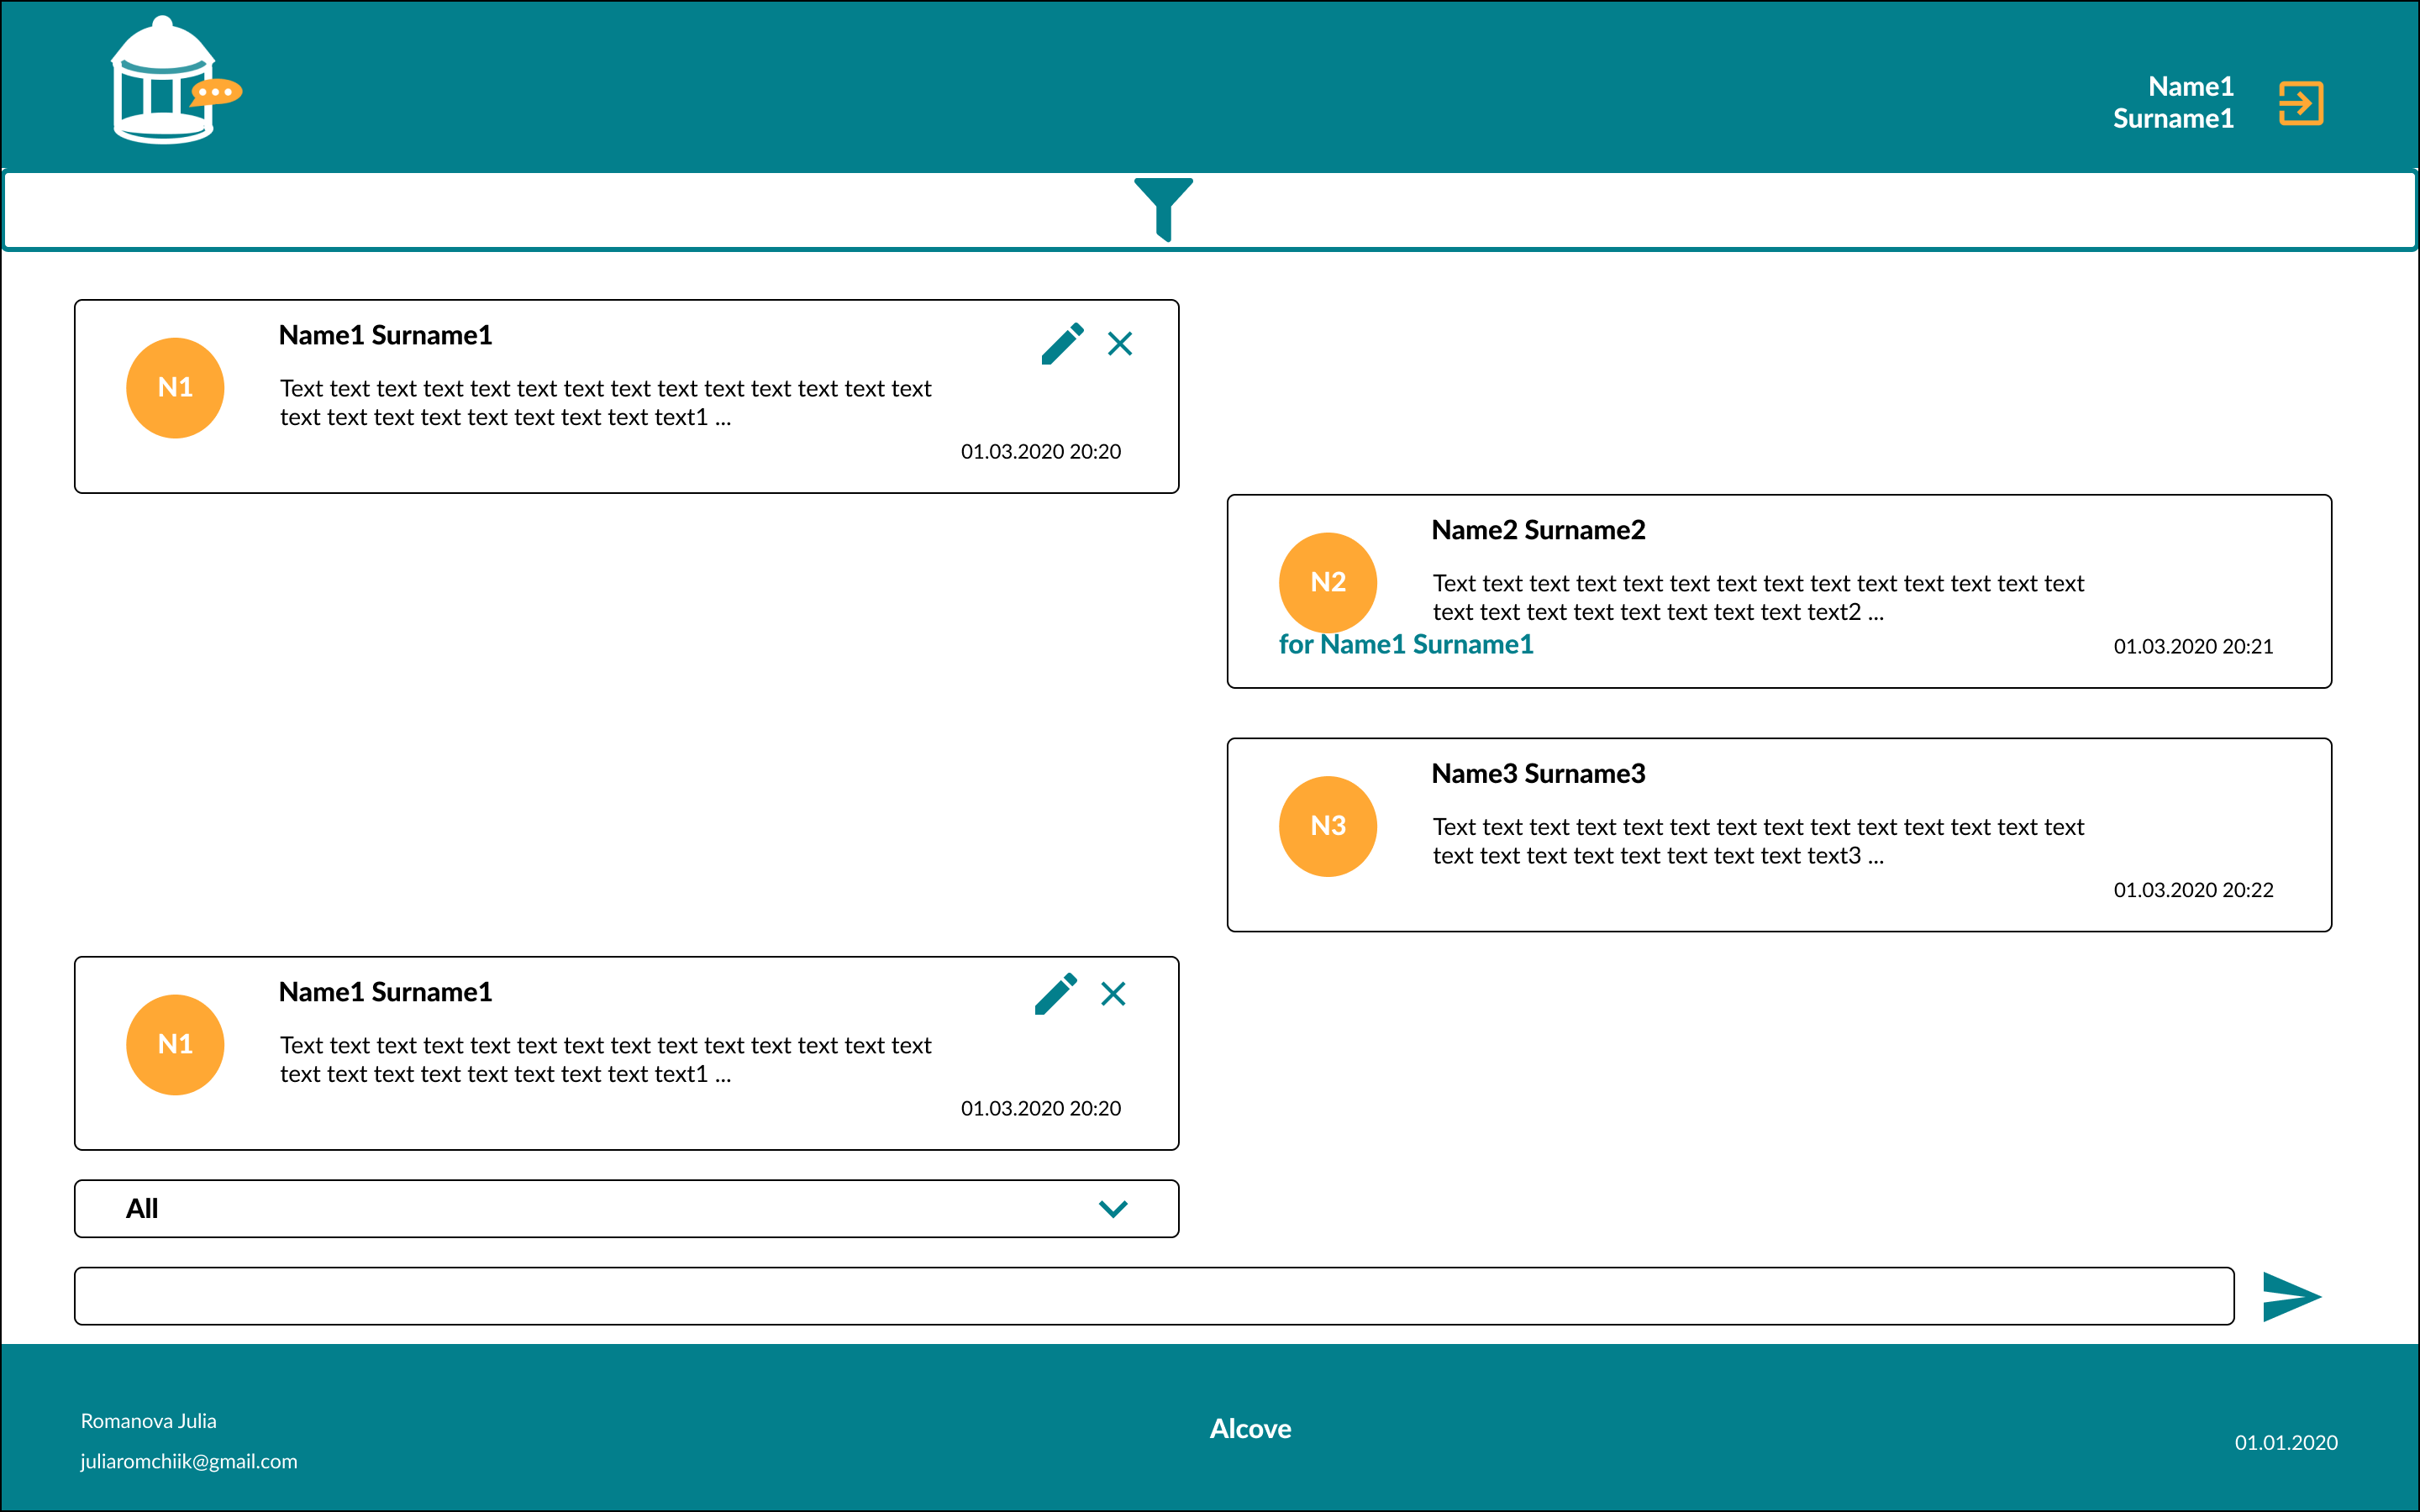 Name1
Surname1
Name1 Surname1
N1
Text text text text text text text text text text text text text text
text text text text text text text text text1 ...
01.03.2020 20:20
Name2 Surname2
N2
Text text text text text text text text text text text text text text
text text text text text text text text text2 ...
for Name1 Surname1
01.03.2020 20:21
Name3 Surname3
N3
Text text text text text text text text text text text text text text
text text text text text text text text text3 ...
01.03.2020 20:22
Name1 Surname1
N1
Text text text text text text text text text text text text text text
text text text text text text text text text1 ...
01.03.2020 20:20
All
Romanova Julia
juliaromchiik@gmail.com
Alcove
01.01.2020